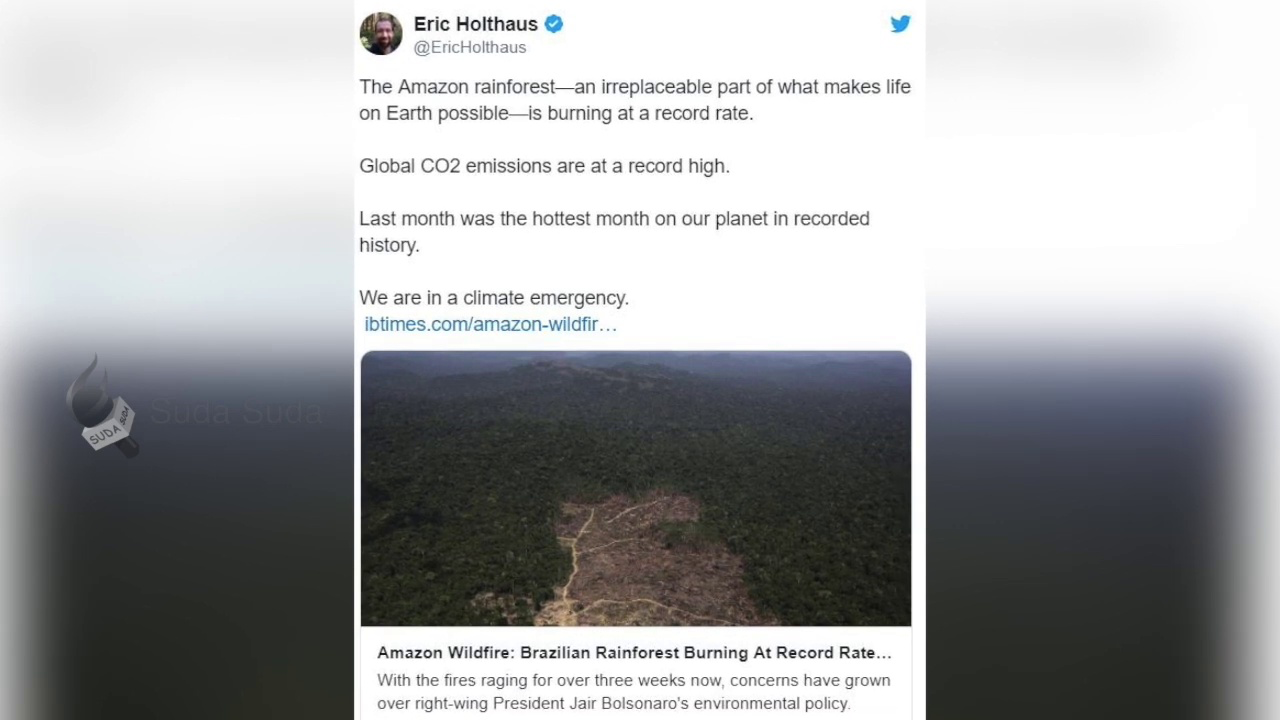 Eric Holthaus
@EricHolthaus
The Amazon rainforest—an irreplaceable part of what makes life
on Earth possible—is burning at a record rate.
Global CO2 emissions are at a record high.
Last month was the hottest month on our planet in recorded
history.
We are in a climate emergency.
ibtimes.com/amazon-wildfir…
SUDA SUDA
Suda Suda
Amazon Wildfire: Brazilian Rainforest Burning At Record Rate…
With the fires raging for over three weeks now, concerns have grown
over right-wing President Jair Bolsonaro's environmental policy.